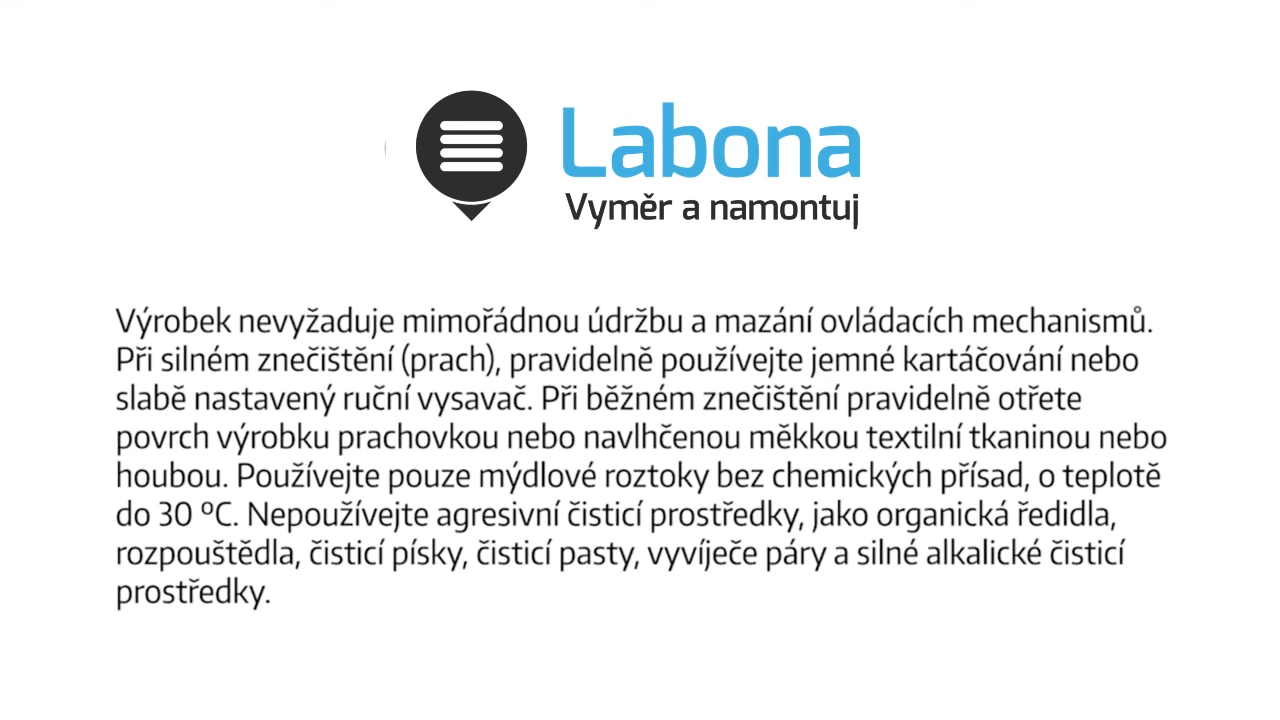 Labona
Vyměr a namontuj
Výrobek nevyžaduje mimořádnou údržbu a mazání ovládacích mechanismů.
Při silném znečištění (prach), pravidelně používejte jemné kartáčování nebo
slabě nastavený ruční vysavač. Při běžném znečištění pravidelně otřete
povrch výrobku prachovkou nebo navlhčenou měkkou textilní tkaninou nebo
houbou. Používejte pouze mýdlové roztoky bez chemických přísad, o teplotě
do 30 ºC. Nepoužívejte agresivní čisticí prostředky, jako organická ředidla,
rozpouštědla, čisticí písky, čisticí pasty, vyvíječe páry a silné alkalické čisticí
prostředky.